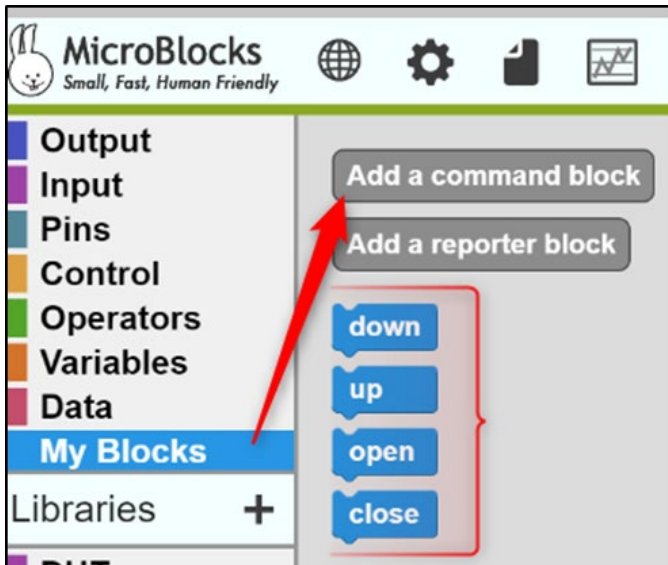 MicroBlocks
Small, Fast, Human Friendly
Output
Input
Pins
Control
Operators
Variables
Data
My Blocks
Libraries +
Add a command block
Add a reporter block
down
up
open
close